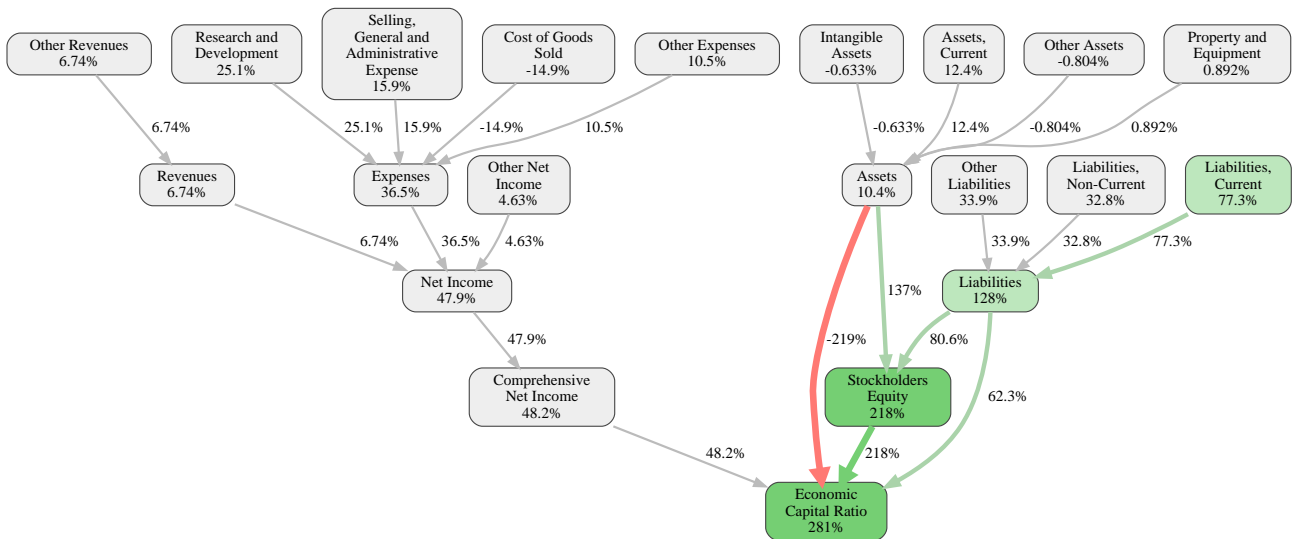 Other Revenues
6.74%
Research and
Development
25.1%
Selling,
General and
Administrative
Expense
15.9%
Cost of Goods
Sold
-14.9%
Other Expenses
10.5%
Intangible
Assets
-0.633%
Assets,
Current
12.4%
Other Assets
-0.804%
Property and
Equipment
0.892%
6.74%
25.1%
15.9%
-14.9%
10.5%
-0.633%
12.4%
-0.804%
0.892%
Revenues
6.74%
Expenses
36.5%
Other Net
Income
4.63%
Assets
10.4%
Other
Liabilities
33.9%
Liabilities,
Non-Current
32.8%
Liabilities,
Current
77.3%
6.74%
36.5%
4.63%
33.9%
32.8%
77.3%
Net Income
47.9%
137%
Liabilities
128%
47.9%
-219%
80.6%
Comprehensive
Net Income
48.2%
Stockholders
Equity
218%
62.3%
48.2%
218%
Economic
Capital Ratio
281%